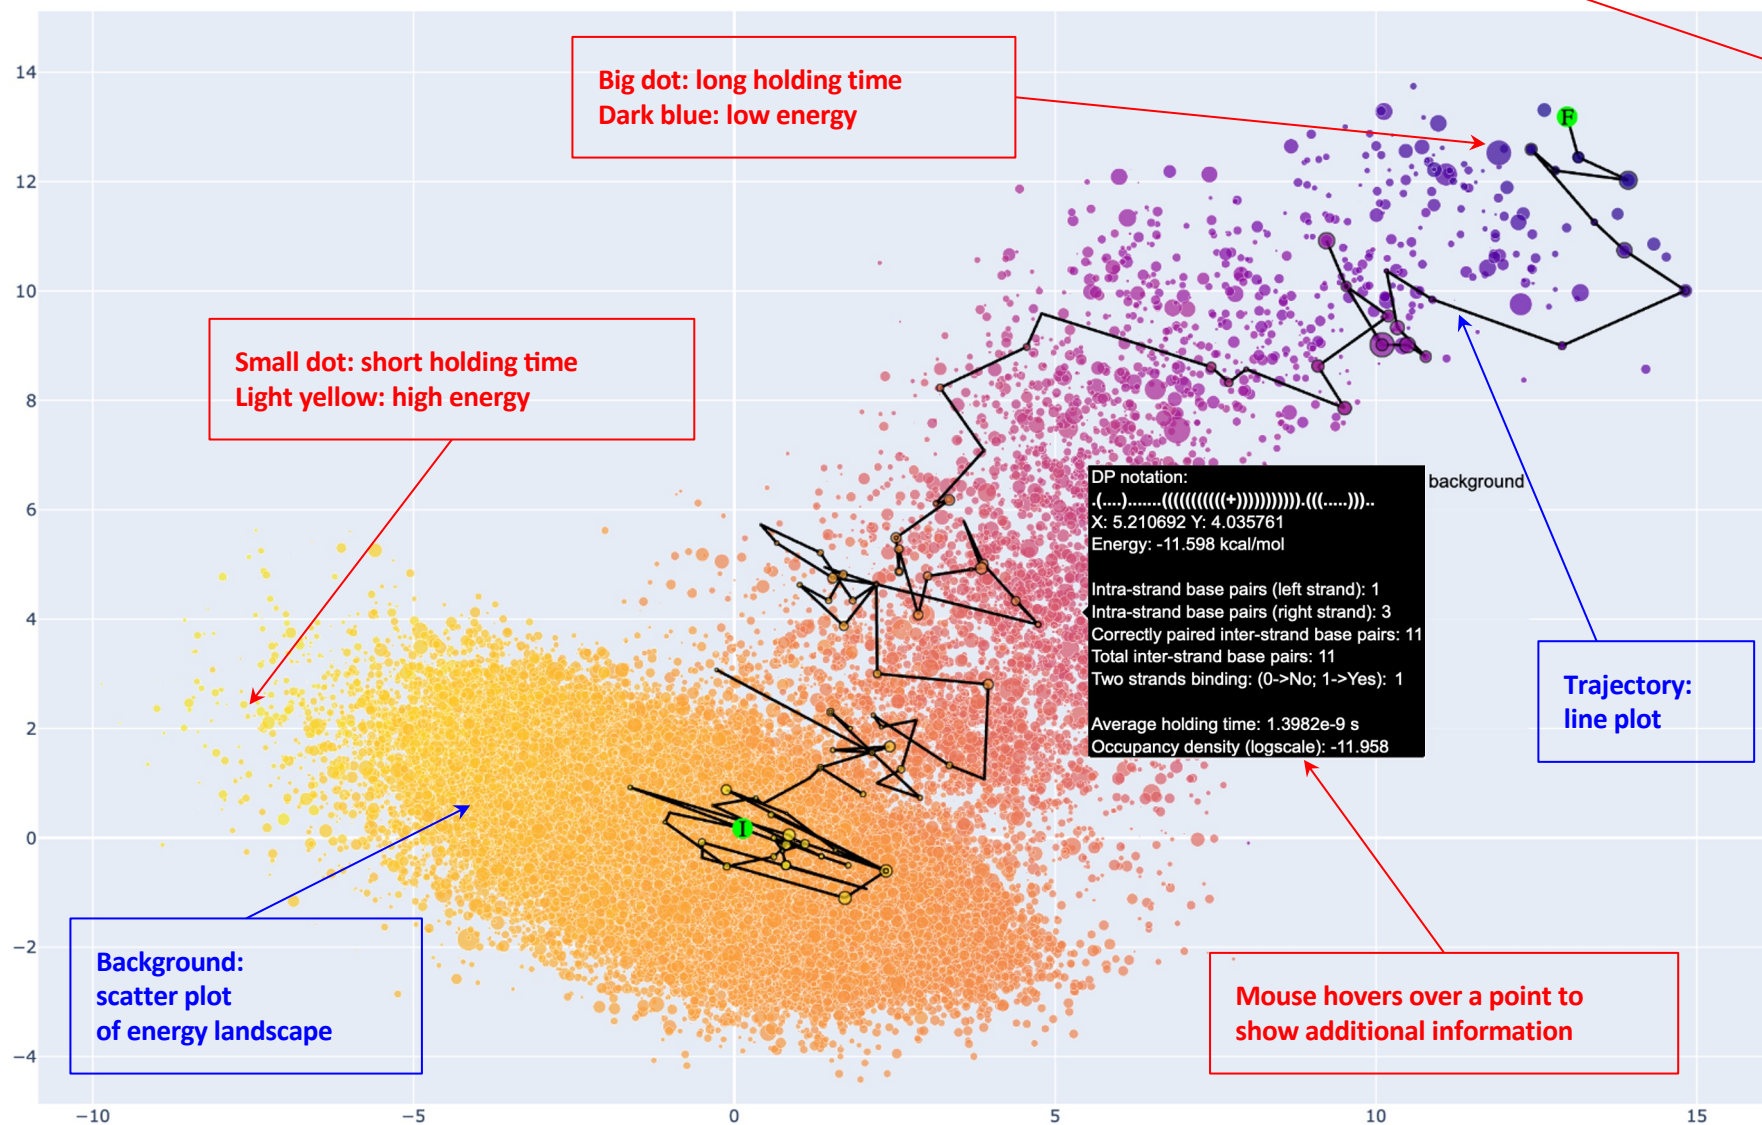 Big dot: long holding time
Dark blue: low energy
F
Small dot: short holding time
Light yellow: high energy
DP notation:
.(....).......(((((((((((+))))))))))).(((.....)))..
X: 5.210692 Y: 4.035761
Energy: -11.598 kcal/mol
Intra-strand base pairs (left strand): 1
Intra-strand base pairs (right strand): 3
Correctly paired inter-strand base pairs: 11
Total inter-strand base pairs: 11
Two strands binding: (0->No; 1->Yes): 1
Average holding time: 1.3982e-9 s
Occupancy density (logscale): -11.958
background
Trajectory:
line plot
I
Background:
scatter plot
of energy landscape
Mouse hovers over a point to
show additional information
14
12
10
8
6
4
2
0
−2
−4
−10
−5
0
5
10
15